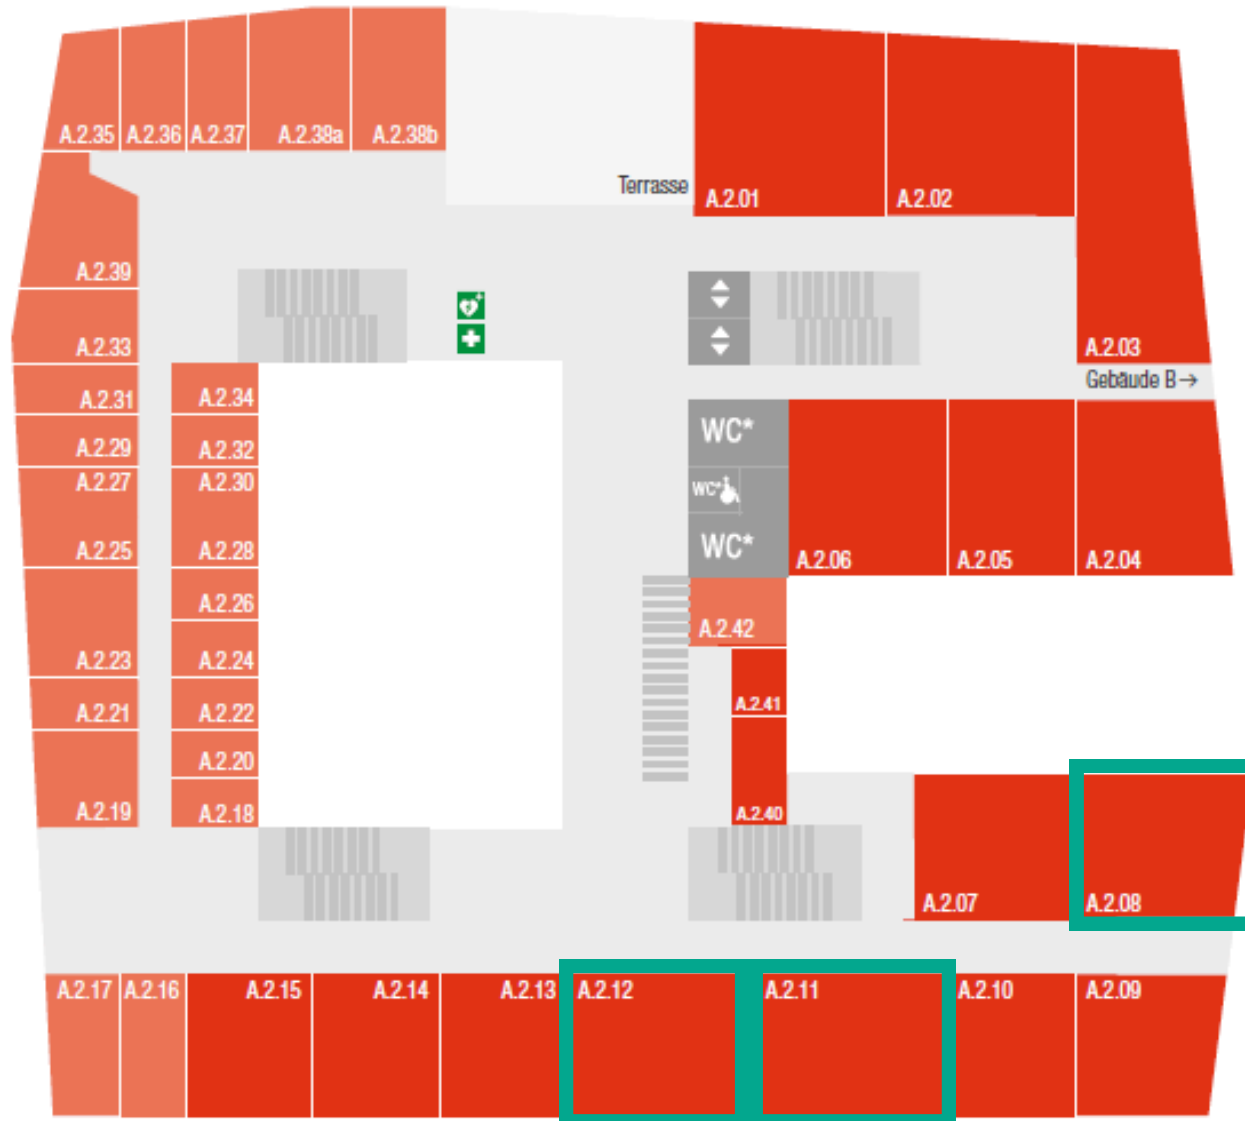 A.2.35
A.2.36
A.2.37
A.2.38a
A.2.38b
Terrasse
A.2.01
A.2.02
A.2.39
A.2.33
A.2.03
Gebäude B→
A.2.31
A.2.34
A.2.29
A.2.32
WC*
A.2.27
A.2.30
WC*
A.2.25
A.2.28
WC*
A.2.06
A.2.05
A.2.04
A.2.26
A.2.42
A.2.23
A.2.24
A.2.21
A.2.22
A.2.41
A.2.20
A.2.19
A.2.18
A.2.40
A.2.07
A.2.08
A.2.17
A.2.16
A.2.15
A.2.14
A.2.13
A.2.12
A.2.11
A.2.10
A.2.09